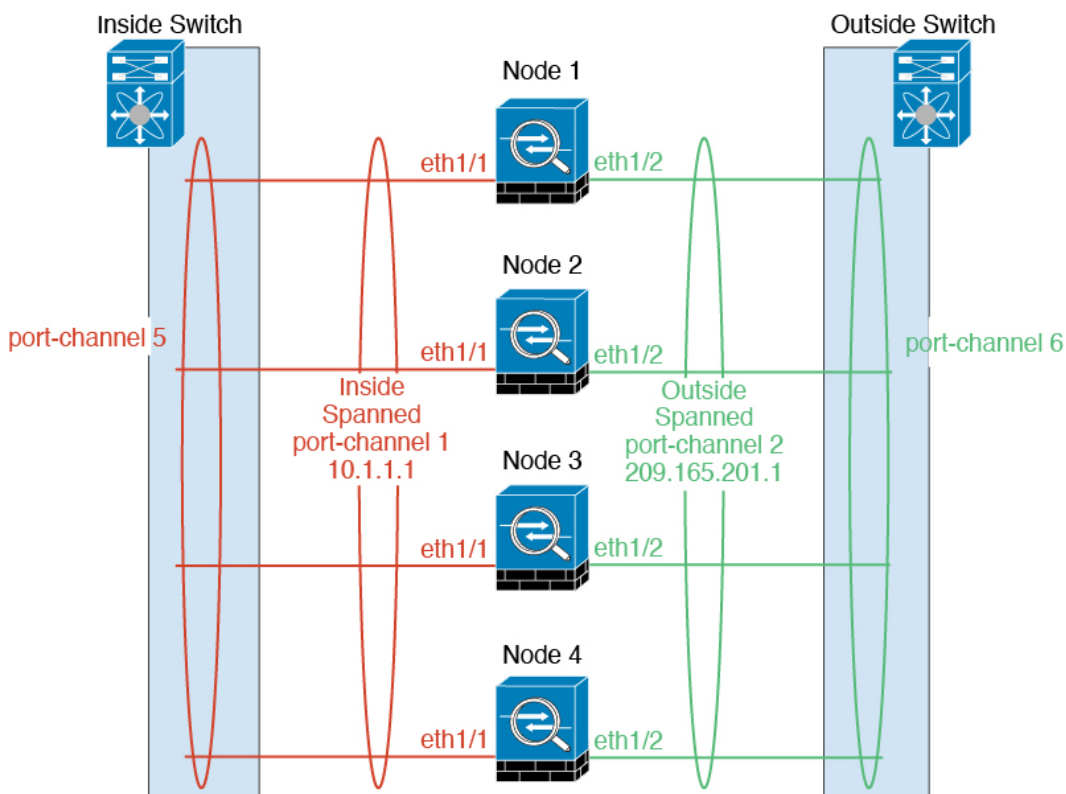 Inside Switch
Outside Switch
Node 1
eth1/1
eth1/2
Node 2
port-channel 5
eth1/1
eth1/2
port-channel 6
Inside
Spanned
port-channel 1
10.1.1.1
Outside
Spanned
port-channel 2
209.165.201.1
Node 3
eth1/1
eth1/2
Node 4
eth1/1
eth1/2